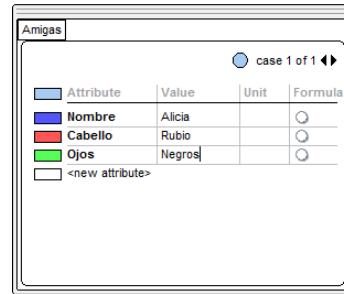 Amigas
case 1 of 1
Attribute Value Unit Formula
Nombre Alicia
Cabello Rubio
Ojos Negros
<new attribute>